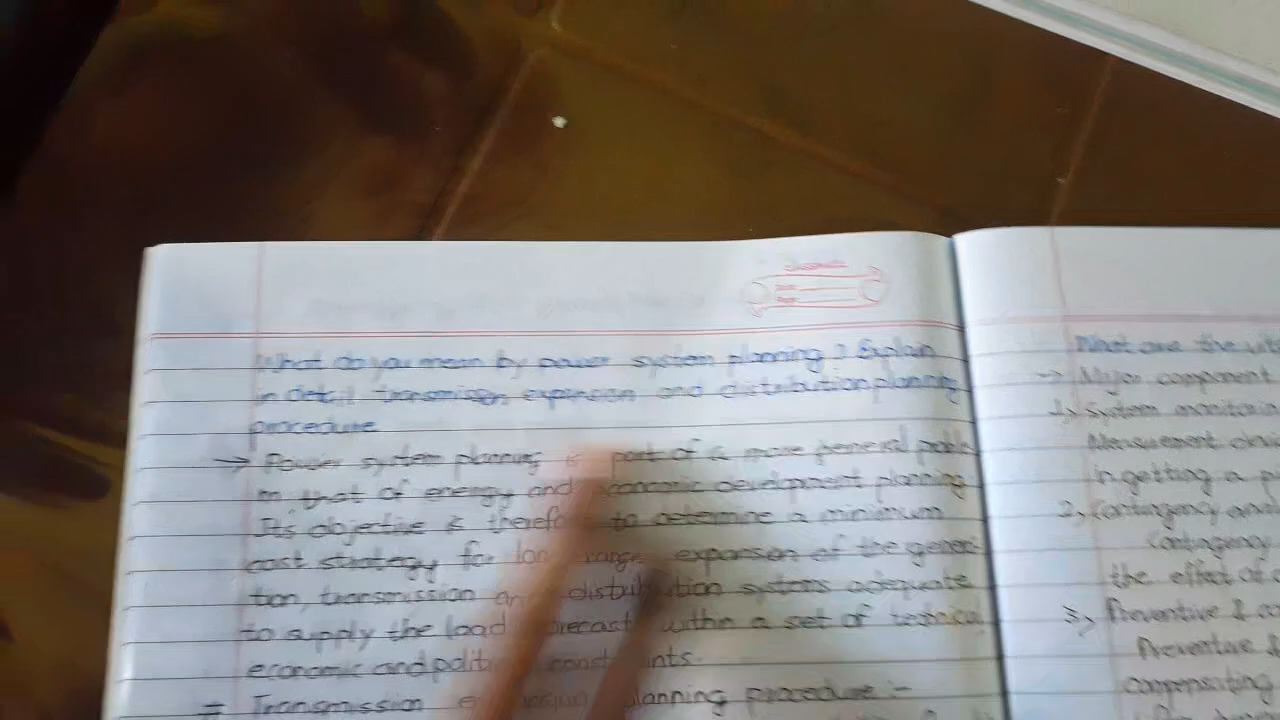 What do you mean by power system planning? Explain
in detail transmission expansion and distribution planning
procedure
→ Power system planning is part of a more general problem
in that of energy and economic development planning
Its objective is therefore to determine a minimum
cost strategy for long range expansion of the genera
tion, transmission and distribution systems adequate
to supply the load forecast within a set of technical
economic and politi constraints.
= Transmission expansion planning procedure :-
What are the
→ Major component
1, System monitorin
Measurement
in getting a
2, Contingency
Contingency
the effect of
3, Preventive &
Preventive &
compensating